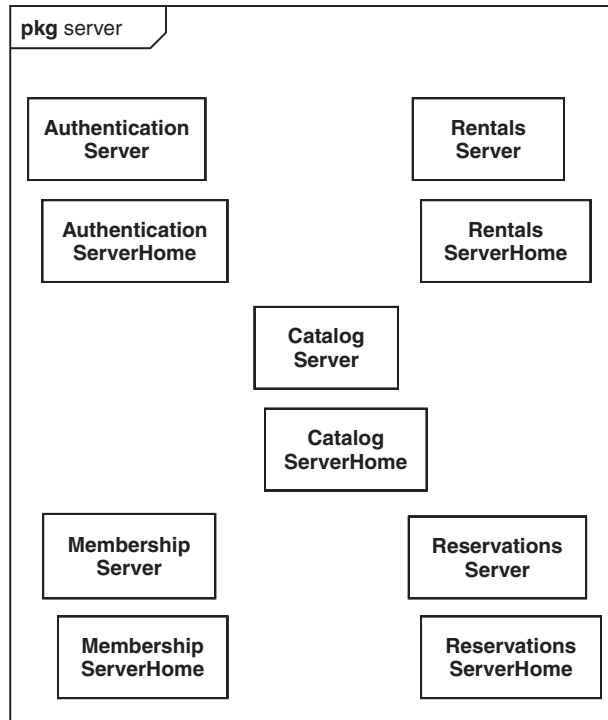 pkg server
Authentication
Server
Rentals
Server
Authentication
ServerHome
Rentals
ServerHome
Catalog
Server
Catalog
ServerHome
Membership
Server
Reservations
Server
Membership
ServerHome
Reservations
ServerHome